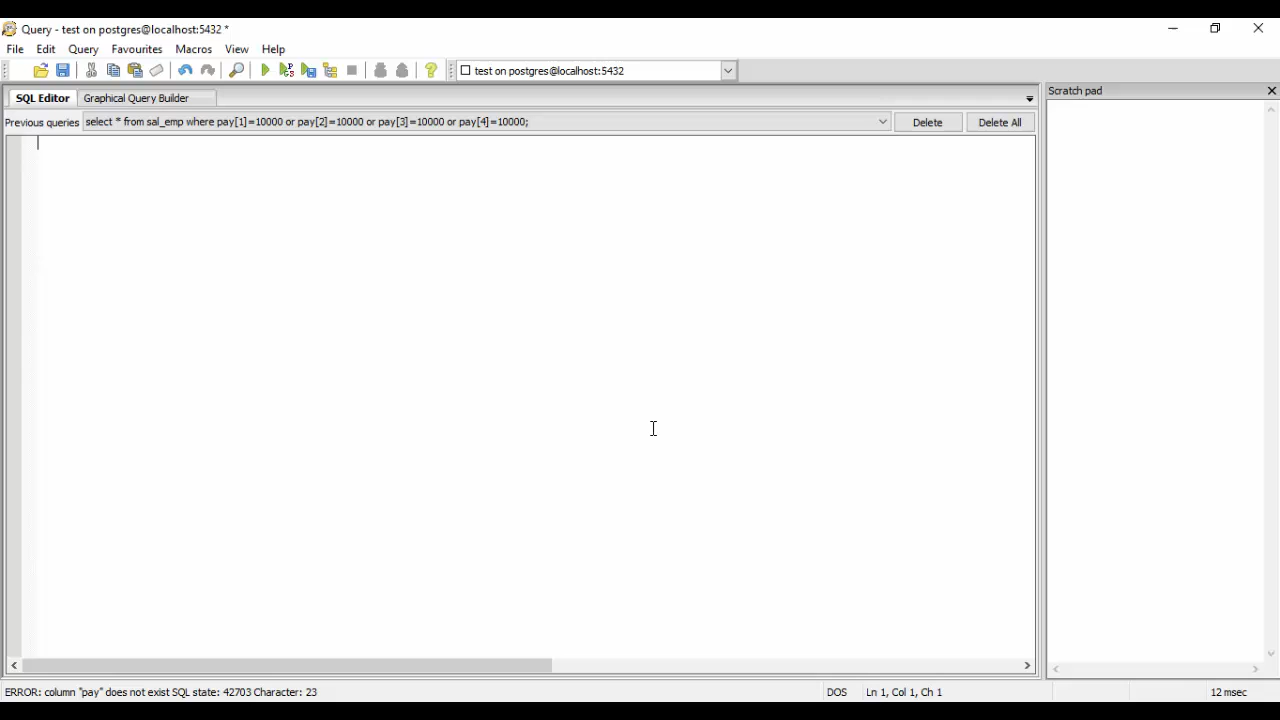 Query - test on postgres@localhost:5432 *
File Edit Query Favourites Macros View Help
test on postgres@localhost:5432
SQL Editor Graphical Query Builder
Scratch pad
Previous queries select * from sal_emp where pay[1]=10000 or pay[2]=10000 or pay[3]=10000 or pay[4]=10000; Delete Delete All
ERROR: column "pay" does not exist SQL state: 42703 Character: 23 DOS Ln 1, Col 1, Ch 1 12 msec